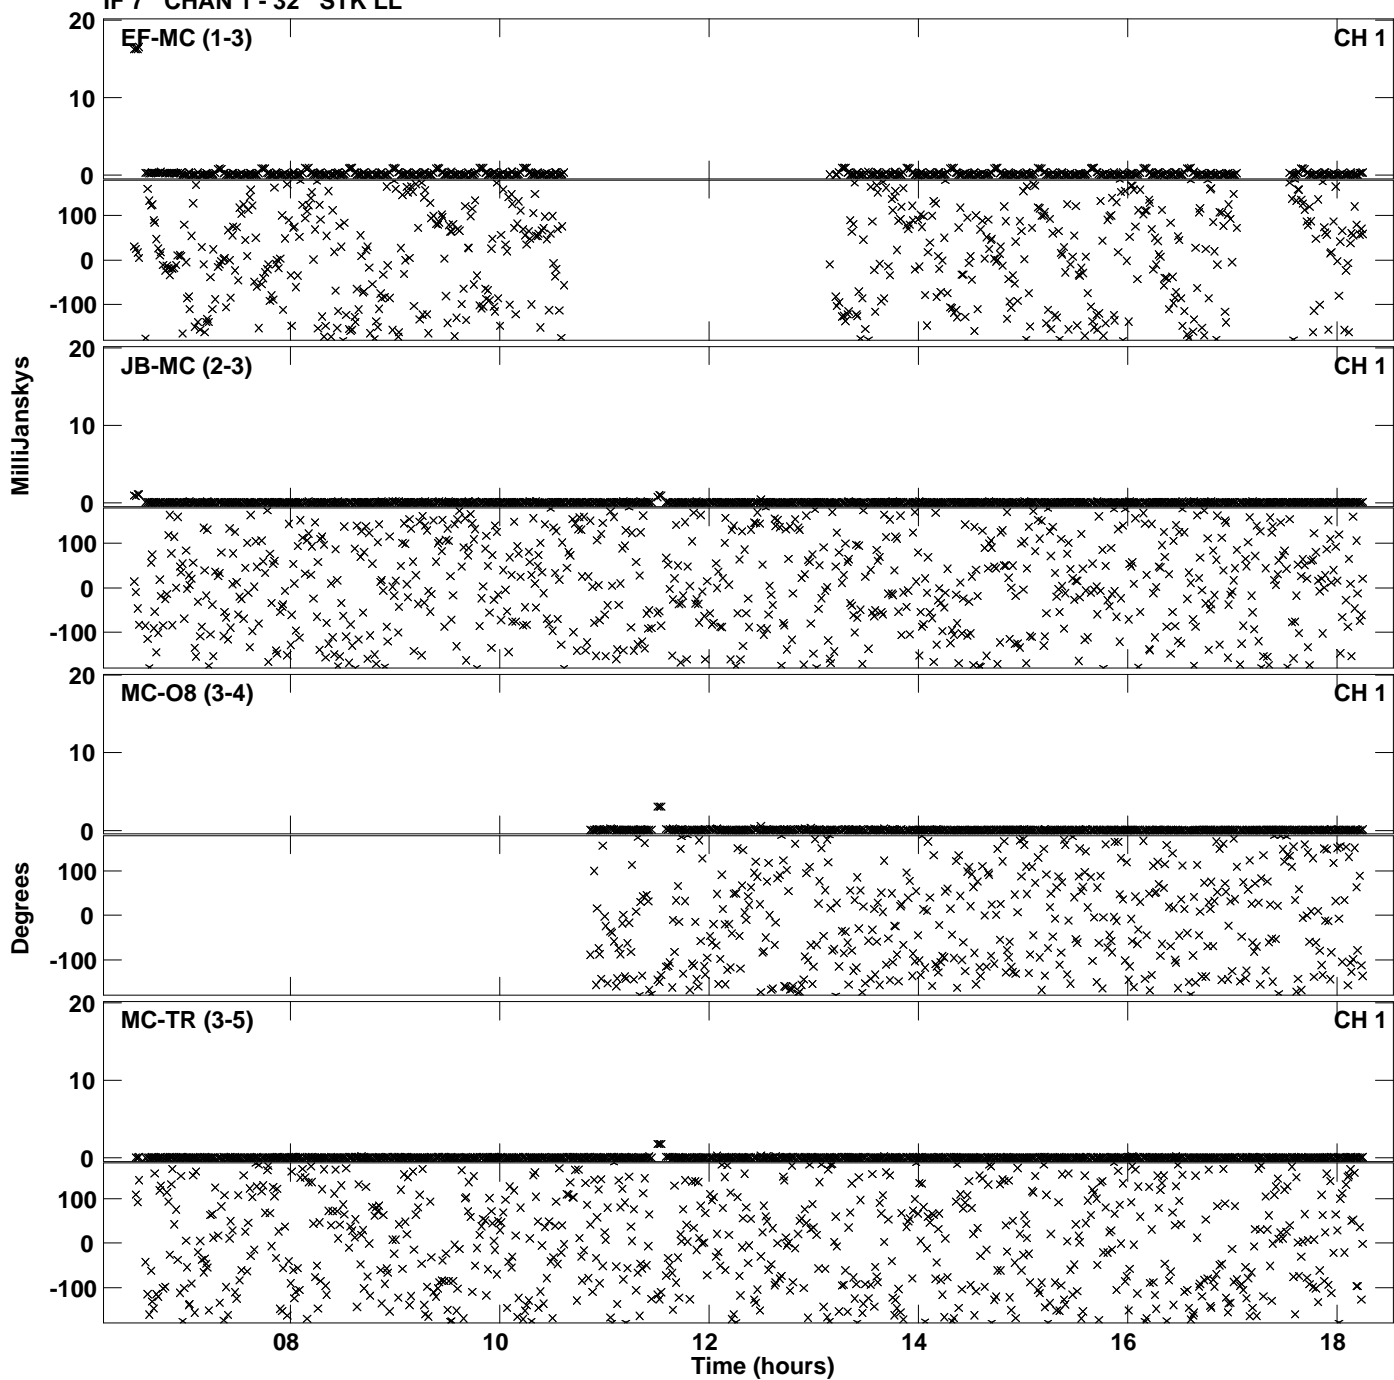 IF 7 CHAN 1 - 32 STK LL
20
EF-MC (1-3)
CH 1
10
0
100
0
-100
20
JB-MC (2-3)
CH 1
10
0
100
0
-100
MilliJanskys
20
MC-O8 (3-4)
CH 1
10
0
100
0
-100
Degrees
20
MC-TR (3-5)
CH 1
10
0
100
0
-100
08 10 12 14 16 18
Time (hours)